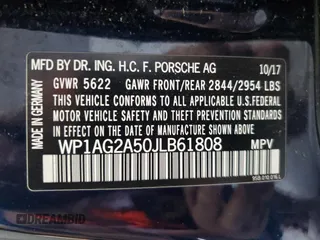 MFD BY DR. ING. H.C. F. PORSCHE AG 10/17
GVWR 5622 GAWR FRONT/REAR 2844/2954 LBS
THIS VEHICLE CONFORMS TO ALL APPLICABLE U.S. FEDERAL
MOTOR VEHICLE SAFETY, BUMPER AND THEFT PREVENTION
STANDARDS IN EFFECT ON THE DATE OF MANUFACTURE
SHOWN ABOVE.
WP1AG2A50JLB61808 MPV
MADE IN GERMANY
DREAMBID